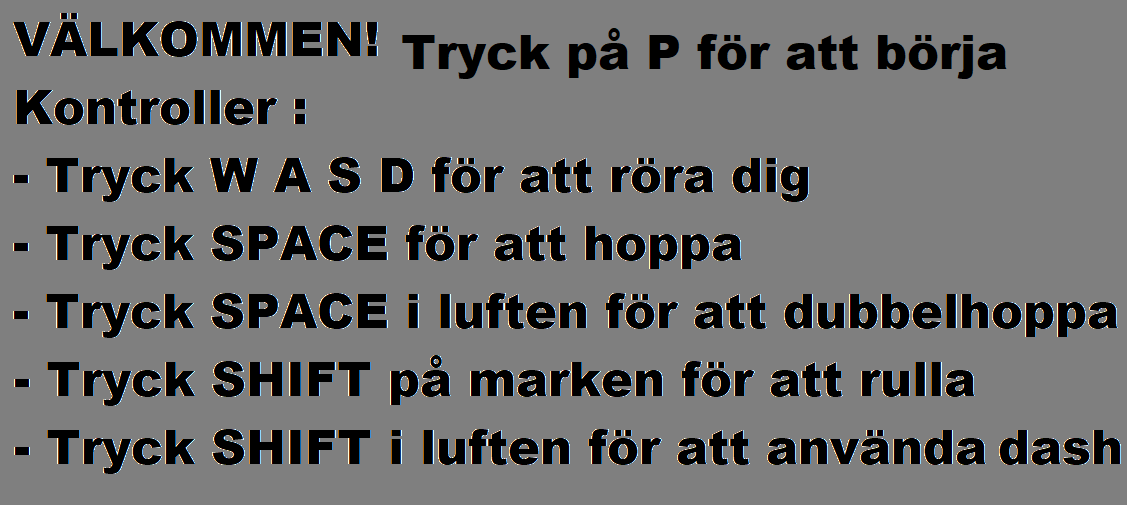 VÄLKOMMEN! Tryck på P för att börja
Kontroller :
- Tryck W A S D för att röra dig
- Tryck SPACE för att hoppa
- Tryck SPACE i luften för att dubbelhoppa
- Tryck SHIFT på marken för att rulla
- Tryck SHIFT i luften för att använda dash